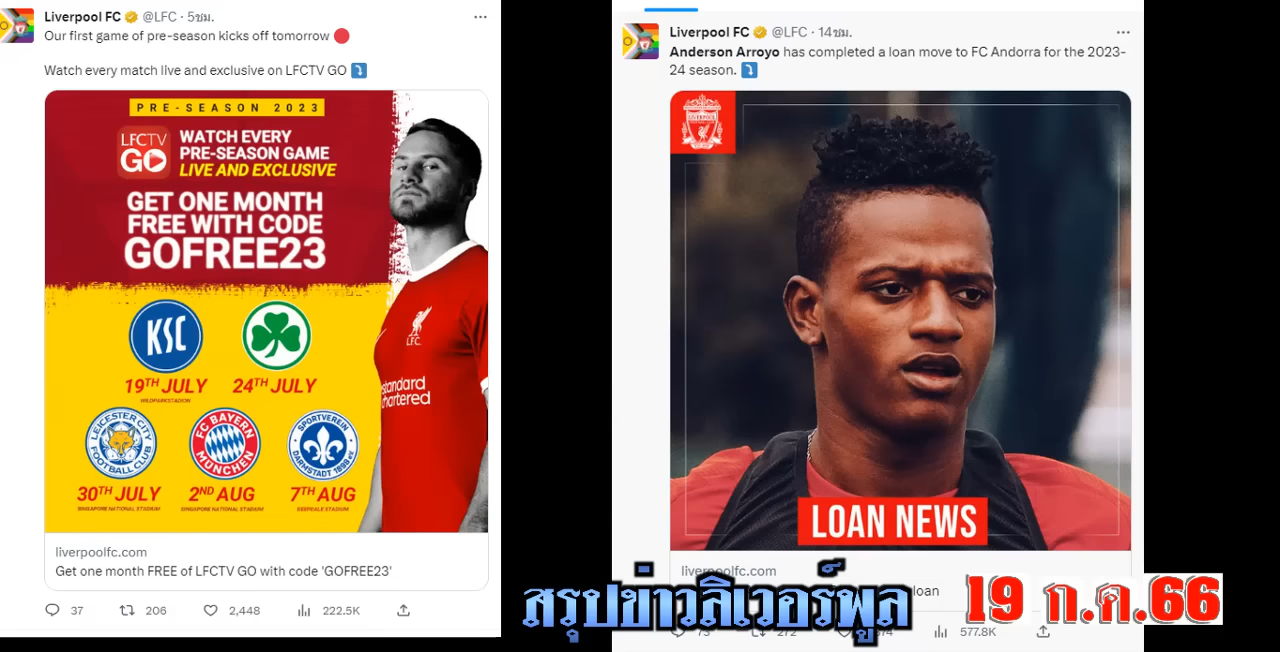 Liverpool FC @LFC · 5ชม.
Our first game of pre-season kicks off tomorrow
Watch every match live and exclusive on LFCTV GO
PRE-SEASON 2023
LFCTV
GO
WATCH EVERY
PRE-SEASON GAME
LIVE AND EXCLUSIVE
GET ONE MONTH
FREE WITH CODE
GOFREE23
KSC
19TH JULY
WILDPARKSTADION
24TH JULY
LEICESTER CITY
FOOTBALL CLUB
FC BAYERN
MÜNCHEN
SPORTVEREIN
DARMSTADT 1898 e.V.
30TH JULY
SINGAPORE NATIONAL STADIUM
2ND AUG
SINGAPORE NATIONAL STADIUM
7TH AUG
DEEPDALE STADIUM
L.F.C.
standard
chartered
liverpoolfc.com
Get one month FREE of LFCTV GO with code 'GOFREE23'
37 206 2,448 222.5K
Liverpool FC @LFC · 14ชม.
Anderson Arroyo has completed a loan move to FC Andorra for the 2023-
24 season.
LOAN NEWS
liverpoolfc.com
loan
577.8K
สรุปข่าวลิเวอร์พูล
19 ก.ค.66